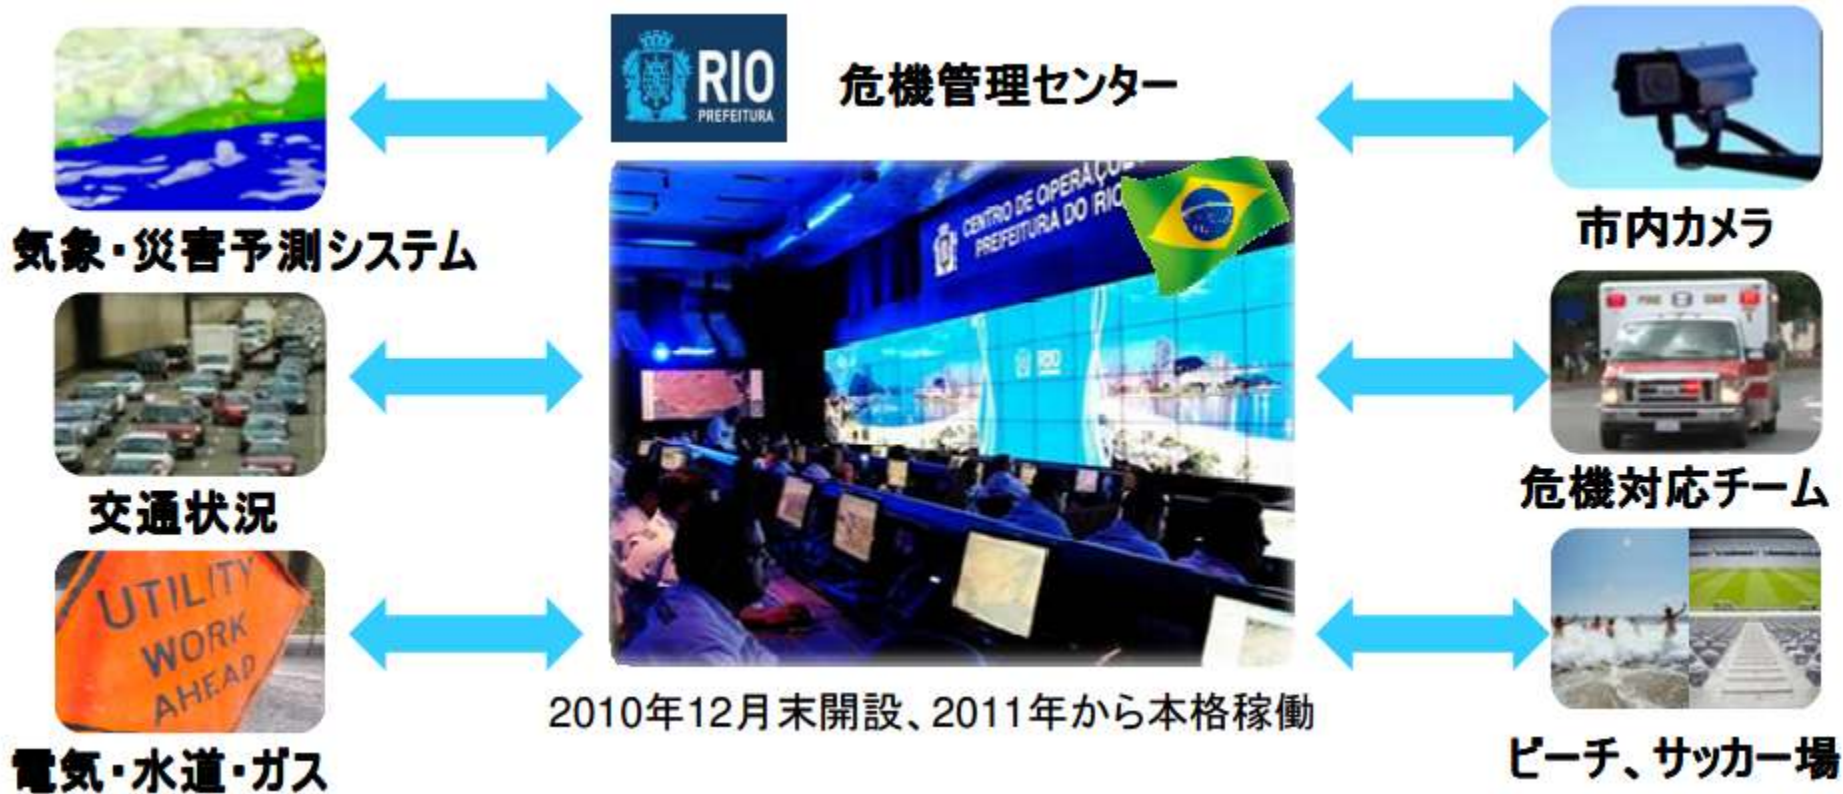 RIO
PREFEITURA
危機管理センター
気象・災害予測システム
交通状況
UTILITY
WORK
AHEAD
電気・水道・ガス
CENTRO DE OPERAÇÕE
PREFEITURA DO RIO
RIO
2010年12月末開設、2011年から本格稼働
市内カメラ
危機対応チーム
ビーチ、サッカー場